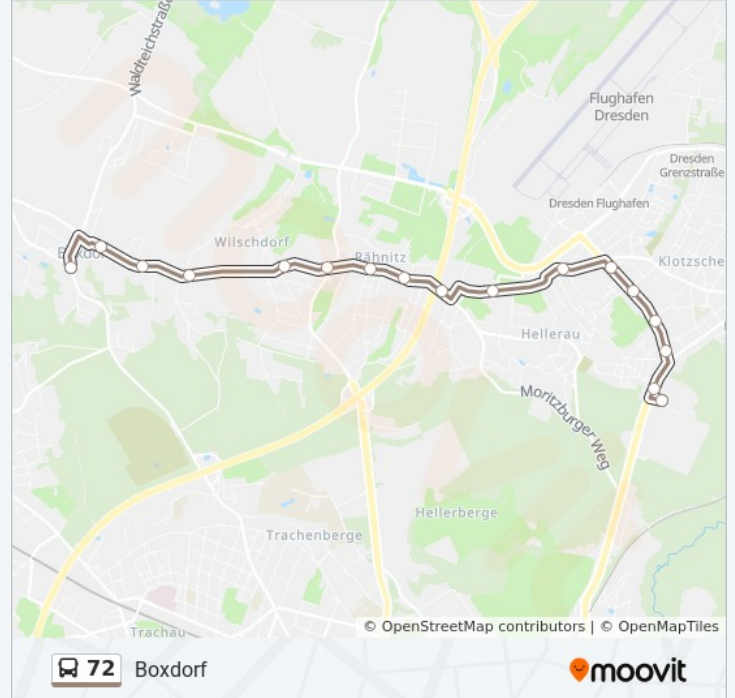 Waldteichstraße
Flughafen
Dresden
Dresden
Grenzstraße
Dresden Flughafen
Wilschdorf
Rähnitz
Klotzsche
Hellerau
Moritzburger Weg
Hellerberge
Trachenberge
Trachau
© OpenStreetMap contributors | © OpenMapTiles
72 Boxdorf
moovit